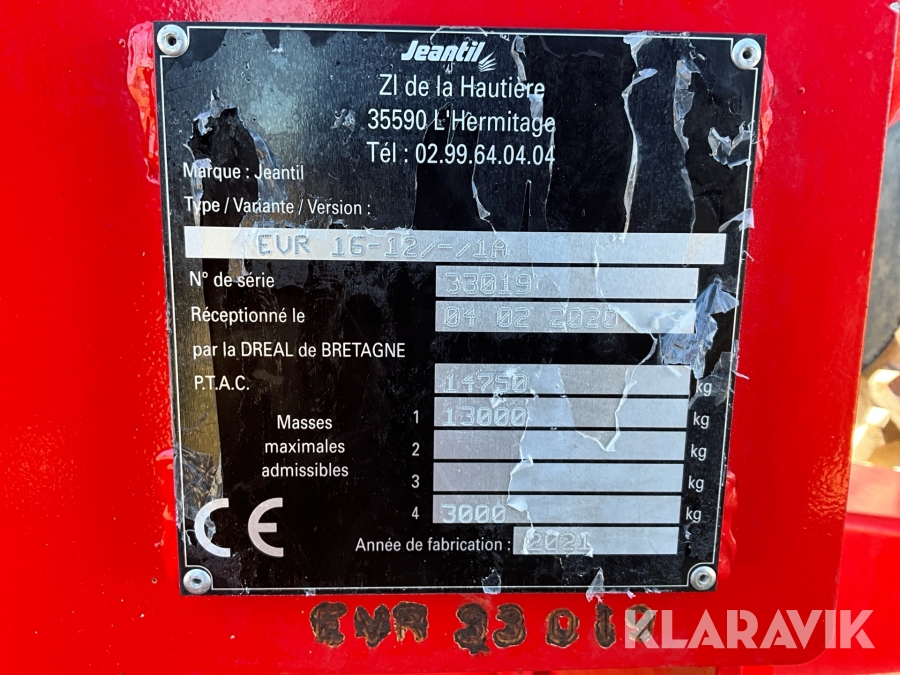 Jeantil
ZI de la Hautière
35590 L'Hermitage
Tél : 02.99.64.04.04
Marque : Jeantil
Type / Variante / Version :
EVR 16-12/-/1A
N° de série 33019
Réceptionné le 04 02 2020
par la DREAL de BRETAGNE
P.T.A.C. 14750 kg
Masses maximales admissibles
1 13000 kg
2 kg
3 kg
4 3000 kg
CE
Année de fabrication : 2021
EVR 33019
KLARAVIK